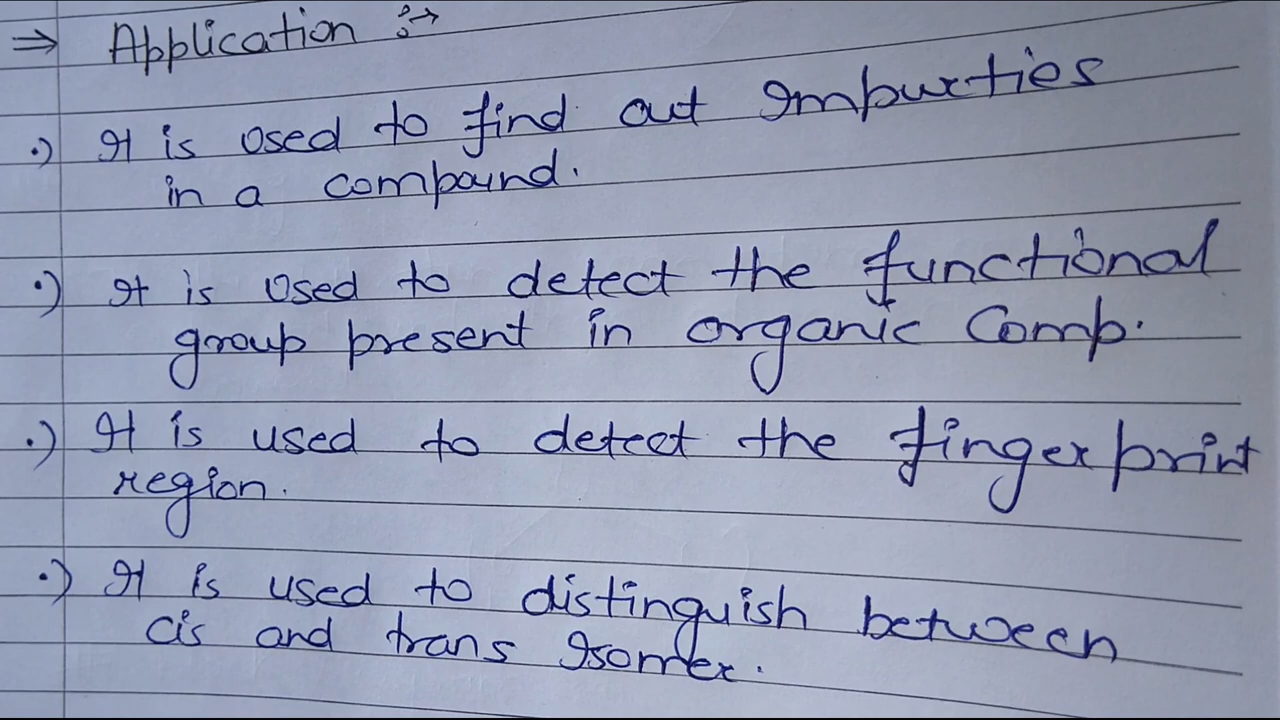 ⇒ Application :→
•) It is used to find out Impurties
in a compound.
•) It is used to detect the functional
group present in organic Comp.
•) It is used to detect the fingerprint
region.
•) It is used to distinguish between
cis and trans Isomer.